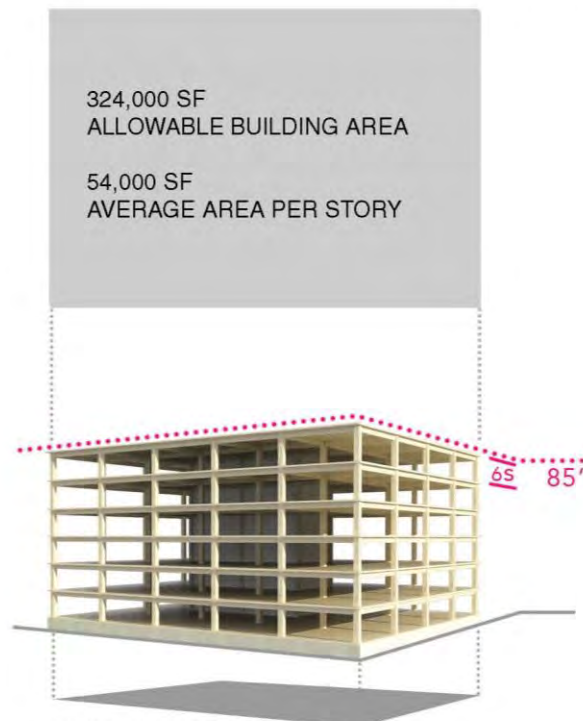 324,000 SF
ALLOWABLE BUILDING AREA
54,000 SF
AVERAGE AREA PER STORY
6S
85'